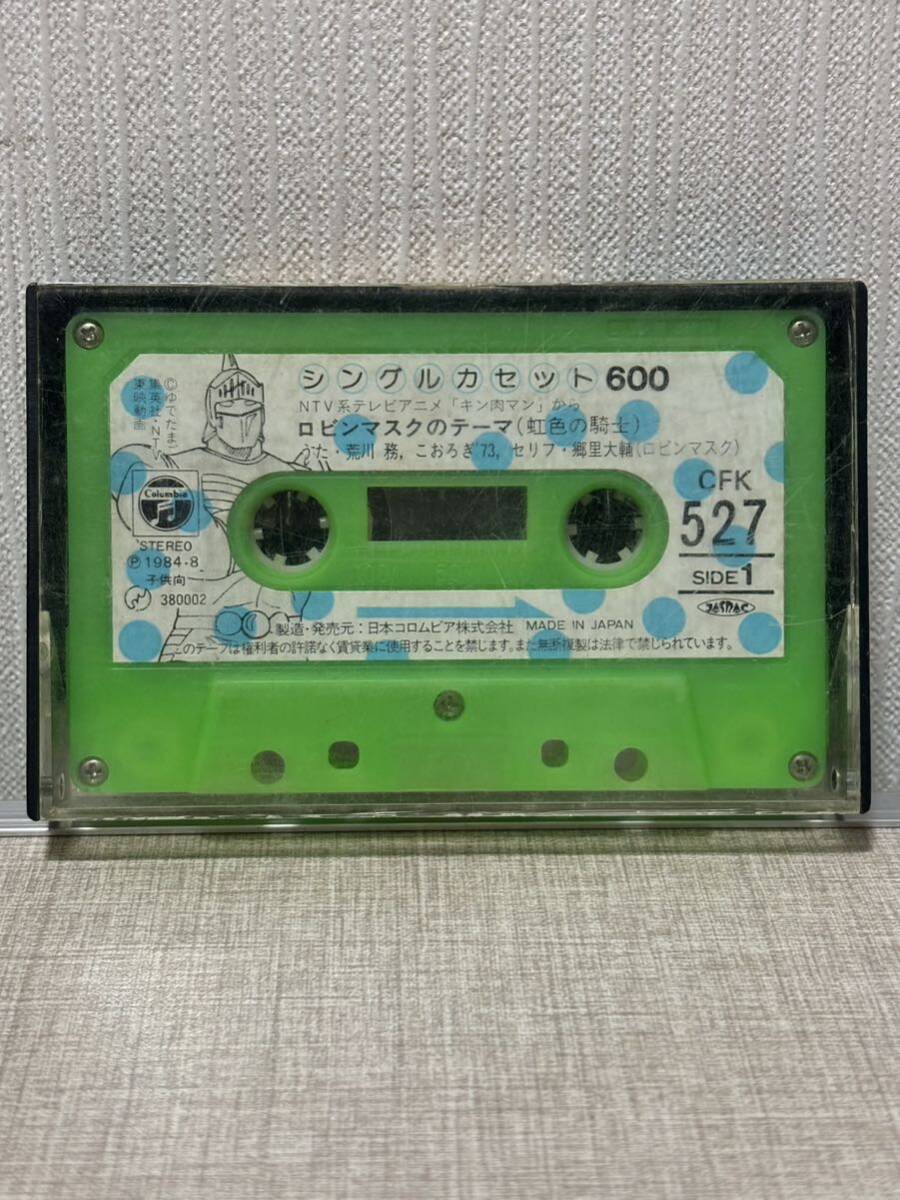 シングルカセット600
NTV系テレビアニメ「キン肉マン」から
ロビンマスクのテーマ(虹色の騎士)
うた・荒川 務, こおろぎ'73, セリフ・郷里大輔(ロビンマスク)
©ゆでたまご
集英社・NTV
東映動画
Columbia
STEREO
℗1984・8
子供向
380002
CFK
527
SIDE1
JASRAC
製造・発売元:日本コロムビア株式会社 MADE IN JAPAN
このテープは権利者の許諾なく賃貸業に使用することを禁じます。また無断複製は法律で禁じられています。